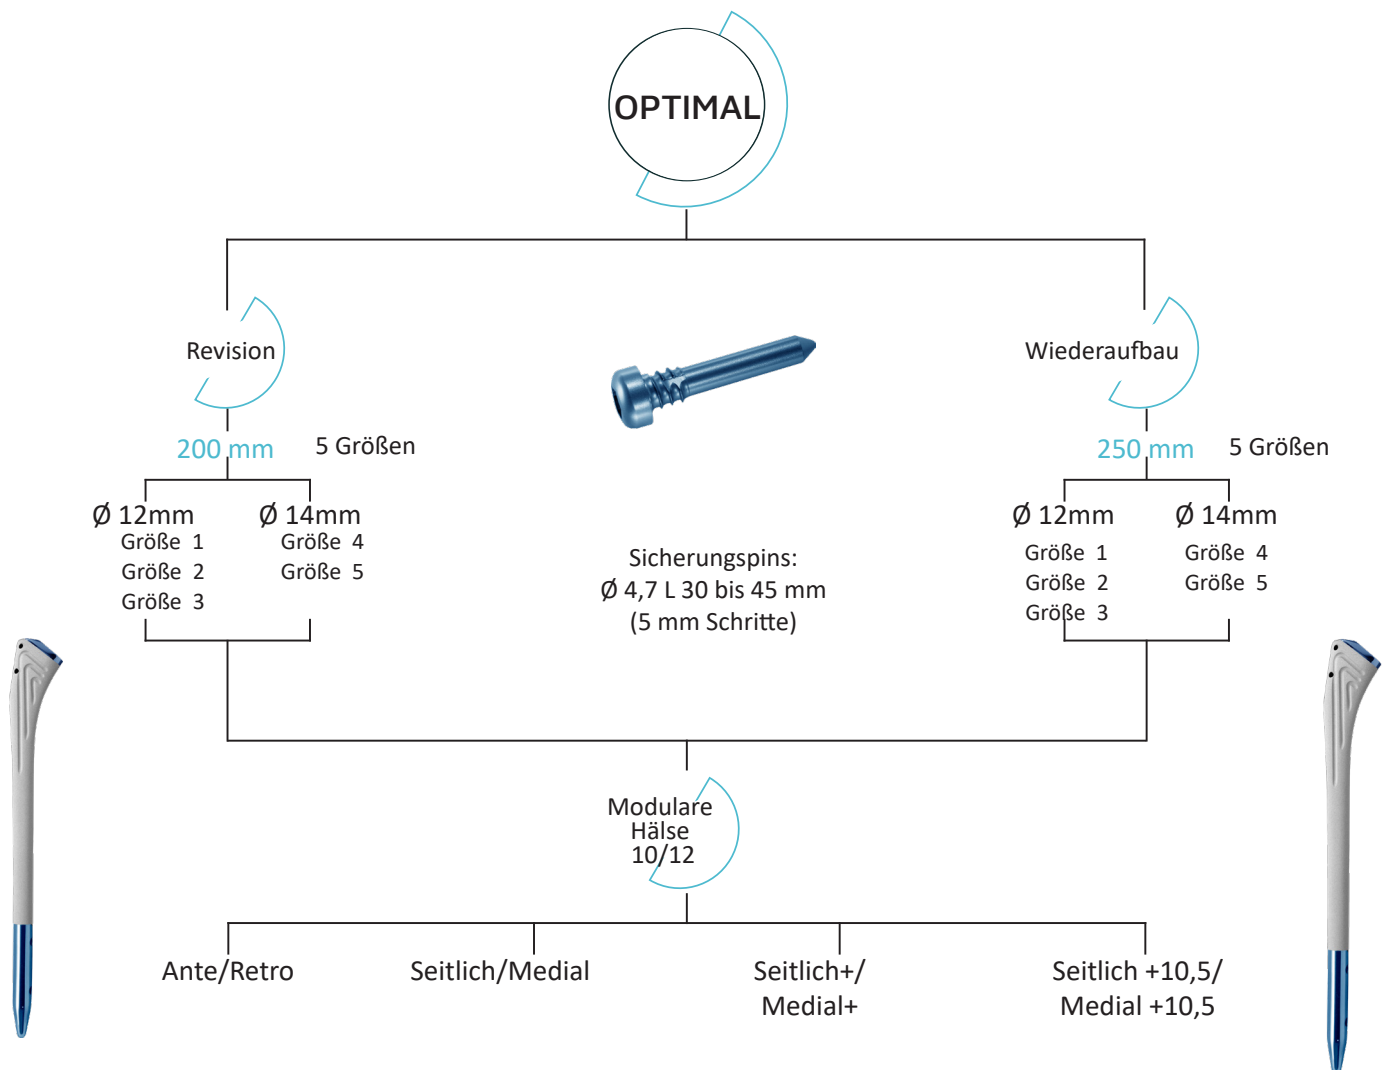 OPTIMAL
Revision
Wiederaufbau
200 mm
5 Größen
250 mm
5 Größen
Ø 12mm
Größe 1
Größe 2
Größe 3
Ø 14mm
Größe 4
Größe 5
Sicherungspins:
Ø 4,7 L 30 bis 45 mm
(5 mm Schritte)
Ø 12mm
Größe 1
Größe 2
Größe 3
Ø 14mm
Größe 4
Größe 5
Modulare
Hälse
10/12
Ante/Retro
Seitlich/Medial
Seitlich+/
Medial+
Seitlich +10,5/
Medial +10,5